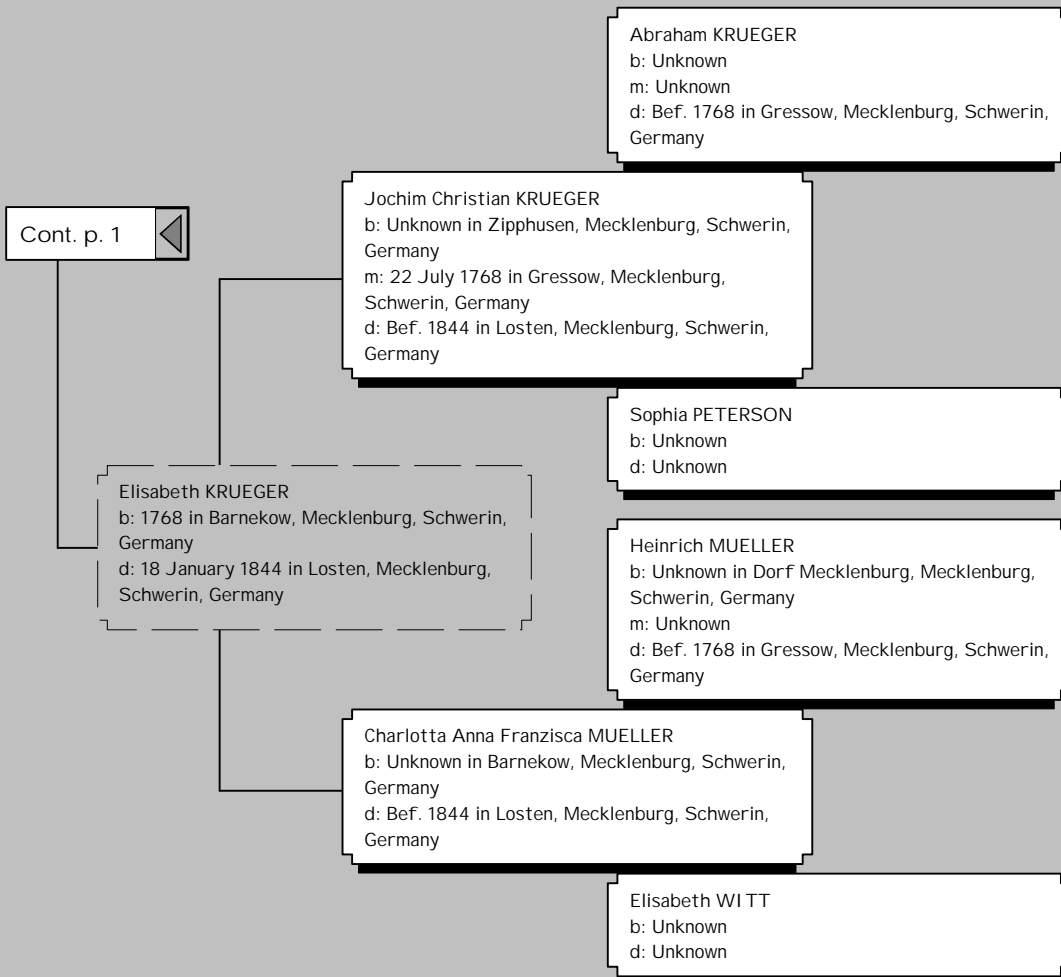 Abraham KRUEGER
b: Unknown
m: Unknown
d: Bef. 1768 in Gressow, Mecklenburg, Schwerin,
Germany
Jochim Christian KRUEGER
b: Unknown in Zipphusen, Mecklenburg, Schwerin,
Germany
m: 22 July 1768 in Gressow, Mecklenburg,
Schwerin, Germany
d: Bef. 1844 in Losten, Mecklenburg, Schwerin,
Germany
Cont. p. 1
Sophia PETERSON
b: Unknown
d: Unknown
Elisabeth KRUEGER
b: 1768 in Barnekow, Mecklenburg, Schwerin,
Germany
d: 18 January 1844 in Losten, Mecklenburg,
Schwerin, Germany
Heinrich MUELLER
b: Unknown in Dorf Mecklenburg, Mecklenburg,
Schwerin, Germany
m: Unknown
d: Bef. 1768 in Gressow, Mecklenburg, Schwerin,
Germany
Charlotta Anna Franzisca MUELLER
b: Unknown in Barnekow, Mecklenburg, Schwerin,
Germany
d: Bef. 1844 in Losten, Mecklenburg, Schwerin,
Germany
Elisabeth WITT
b: Unknown
d: Unknown